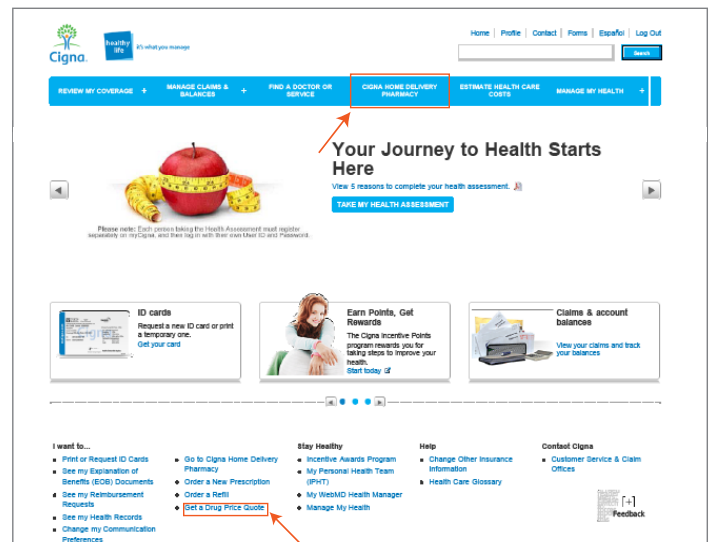 Cigna.
healthy
life
it's what you manage
Home | Profile | Contact | Forms | Español | Log Out
Search
REVIEW MY COVERAGE +
MANAGE CLAIMS &
BALANCES +
FIND A DOCTOR OR
SERVICE
CIGNA HOME DELIVERY
PHARMACY
ESTIMATE HEALTH CARE
COSTS
MANAGE MY HEALTH +
Your Journey to Health Starts
Here
View 5 reasons to complete your health assessment.
TAKE MY HEALTH ASSESSMENT
Please note: Each person taking the Health Assessment must register
separately on myCigna, and then log in with their own User ID and Password.
ID cards
Request a new ID card or print
a temporary one.
Get your card
Earn Points, Get
Rewards
The Cigna Incentive Points
program rewards you for
taking steps to improve your
health.
Start today
Claims & account
balances
View your claims and track
your balances
I want to...
Print or Request ID Cards
See my Explanation of
Benefits (EOB) Documents
See my Reimbursement
Requests
See my Health Records
Change my Communication
Preferences
Go to Cigna Home Delivery
Pharmacy
Order a New Prescription
Order a Refill
Get a Drug Price Quote
Stay Healthy
Incentive Awards Program
My Personal Health Team
(IPHT)
My WebMD Health Manager
Manage My Health
Help
Change Other Insurance
Information
Health Care Glossary
Contact Cigna
Customer Service & Claim
Offices
[+]
Feedback